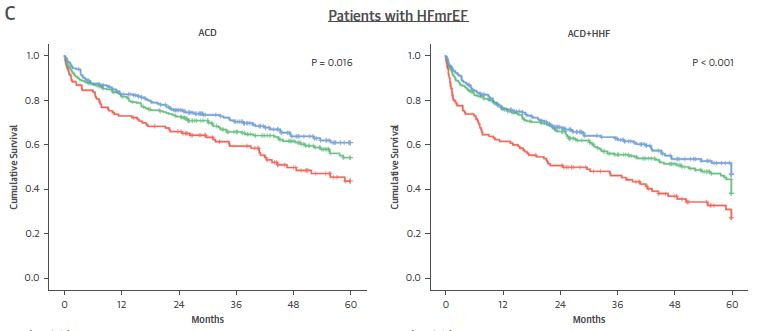 C
Patients with HFmrEF
ACD
P = 0.016
Cumulative Survival
1.0
0.8
0.6
0.4
0.2
0.0
0 12 24 36 48 60
Months
ACD+HHF
P < 0.001
Cumulative Survival
1.0
0.8
0.6
0.4
0.2
0.0
0 12 24 36 48 60
Months